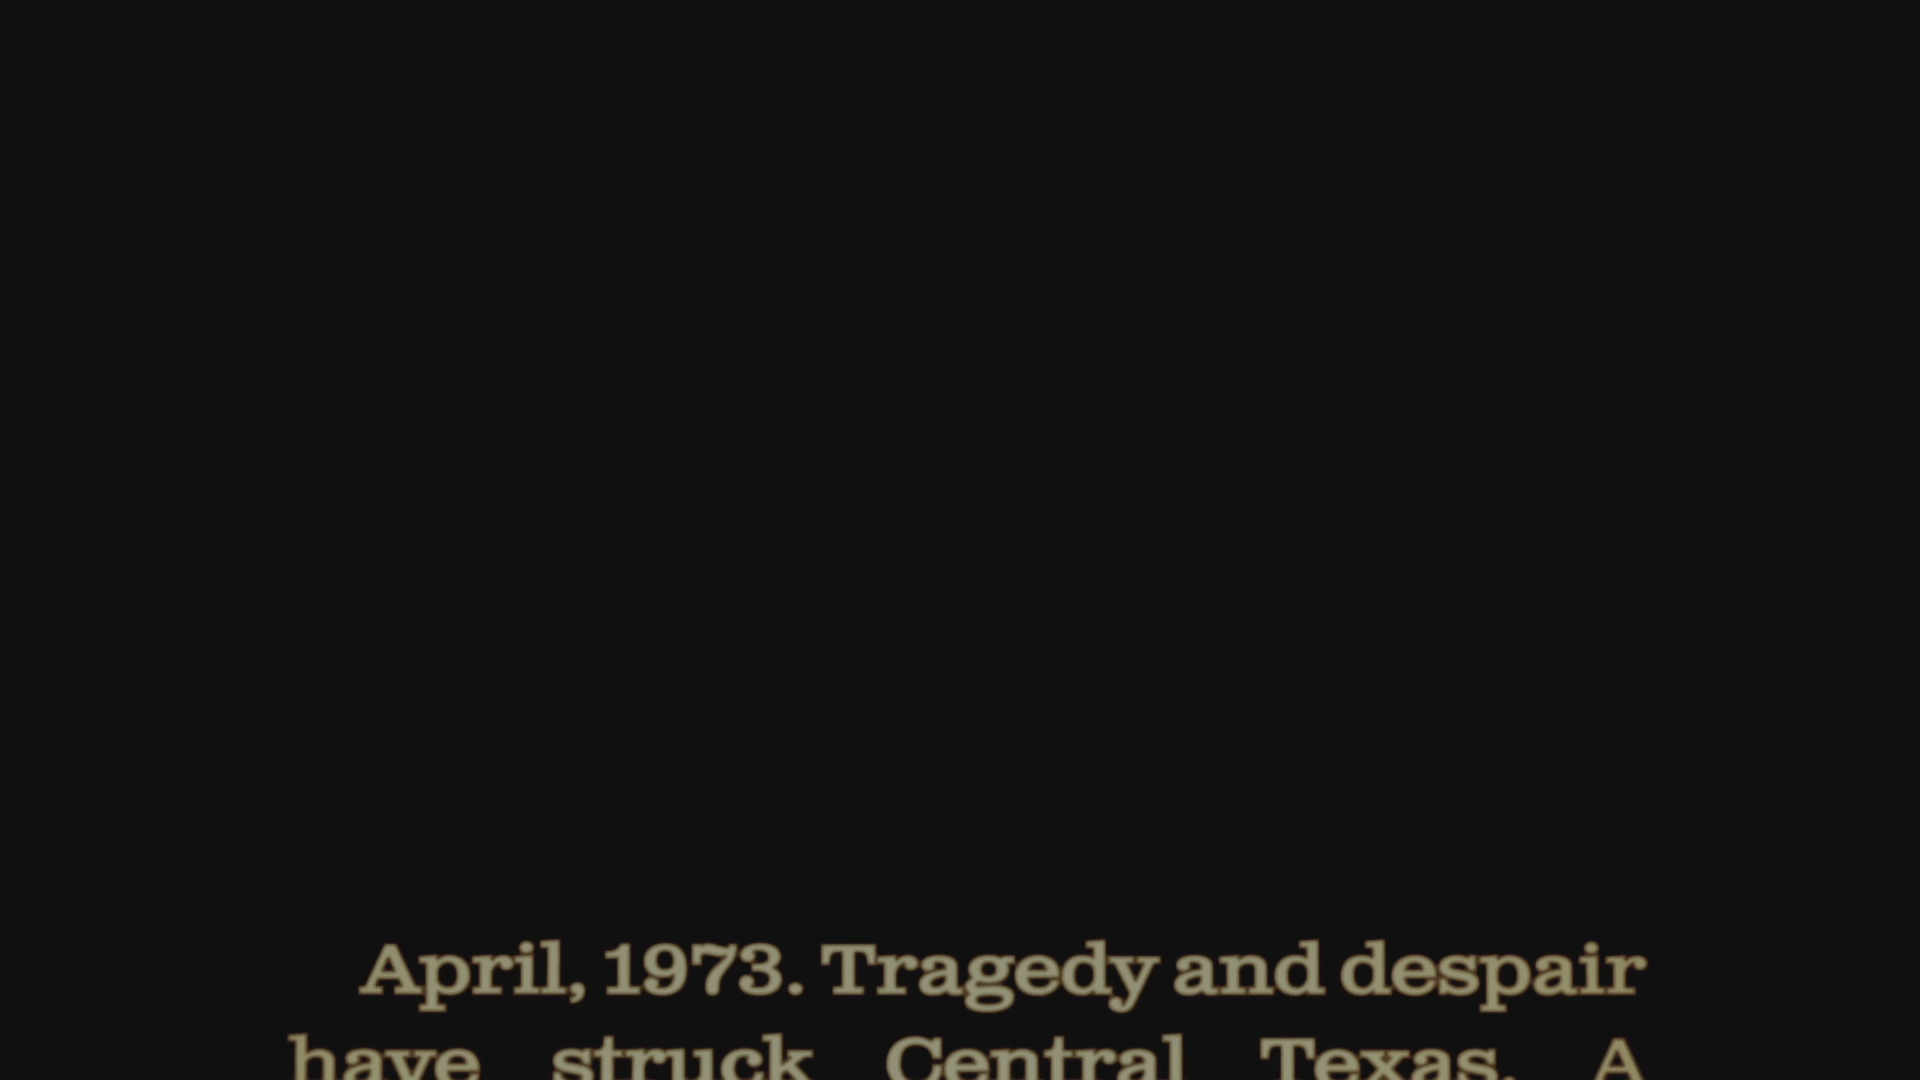 April, 1973. Tragedy and despair
have struck Central Texas. A